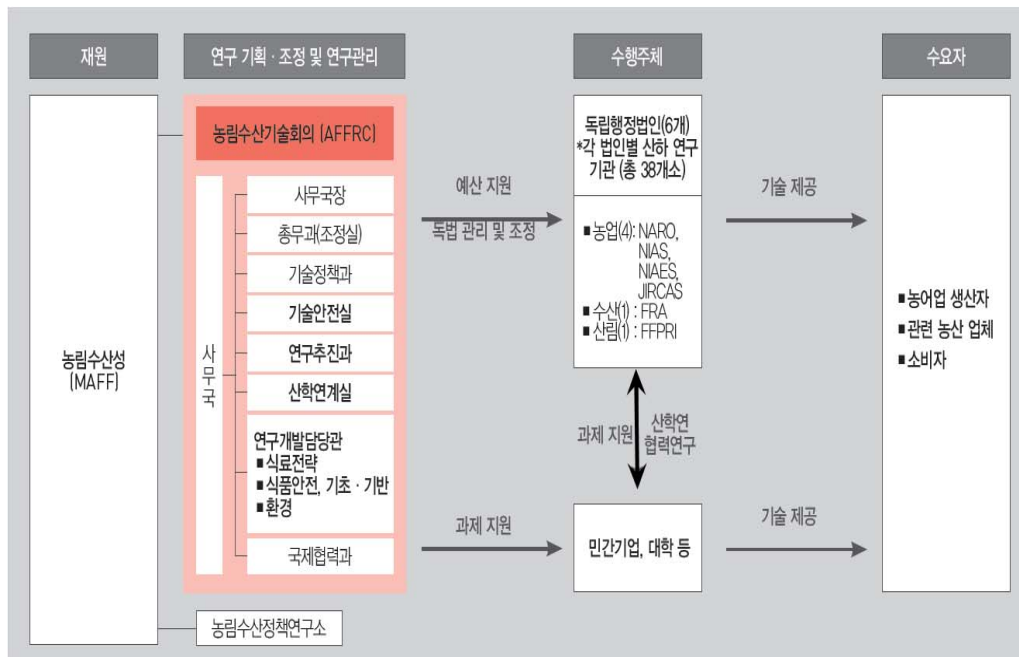 재원
연구 기획 · 조정 및 연구관리
수행주체
수요자
농림수산성
(MAFF)
농림수산기술회의 (AFFRC)
사무국
사무국장
총무과(조정실)
기술정책과
기술안전실
연구추진과
산학연계실
연구개발담당관
■ 식료전략
■ 식품안전, 기초 · 기반
■ 환경
국제협력과
농림수산정책연구소
예산 지원
독법 관리 및 조정
과제 지원
독립행정법인(6개)
*각 법인별 산하 연구
기관 (총 38개소)
■ 농업(4): NARO,
NIAS,
NIAES,
JIRCAS
■ 수산(1) : FRA
■ 산림(1) : FFPRI
과제 지원
산학연
협력연구
민간기업, 대학 등
기술 제공
기술 제공
■ 농어업 생산자
■ 관련 농산 업체
■ 소비자